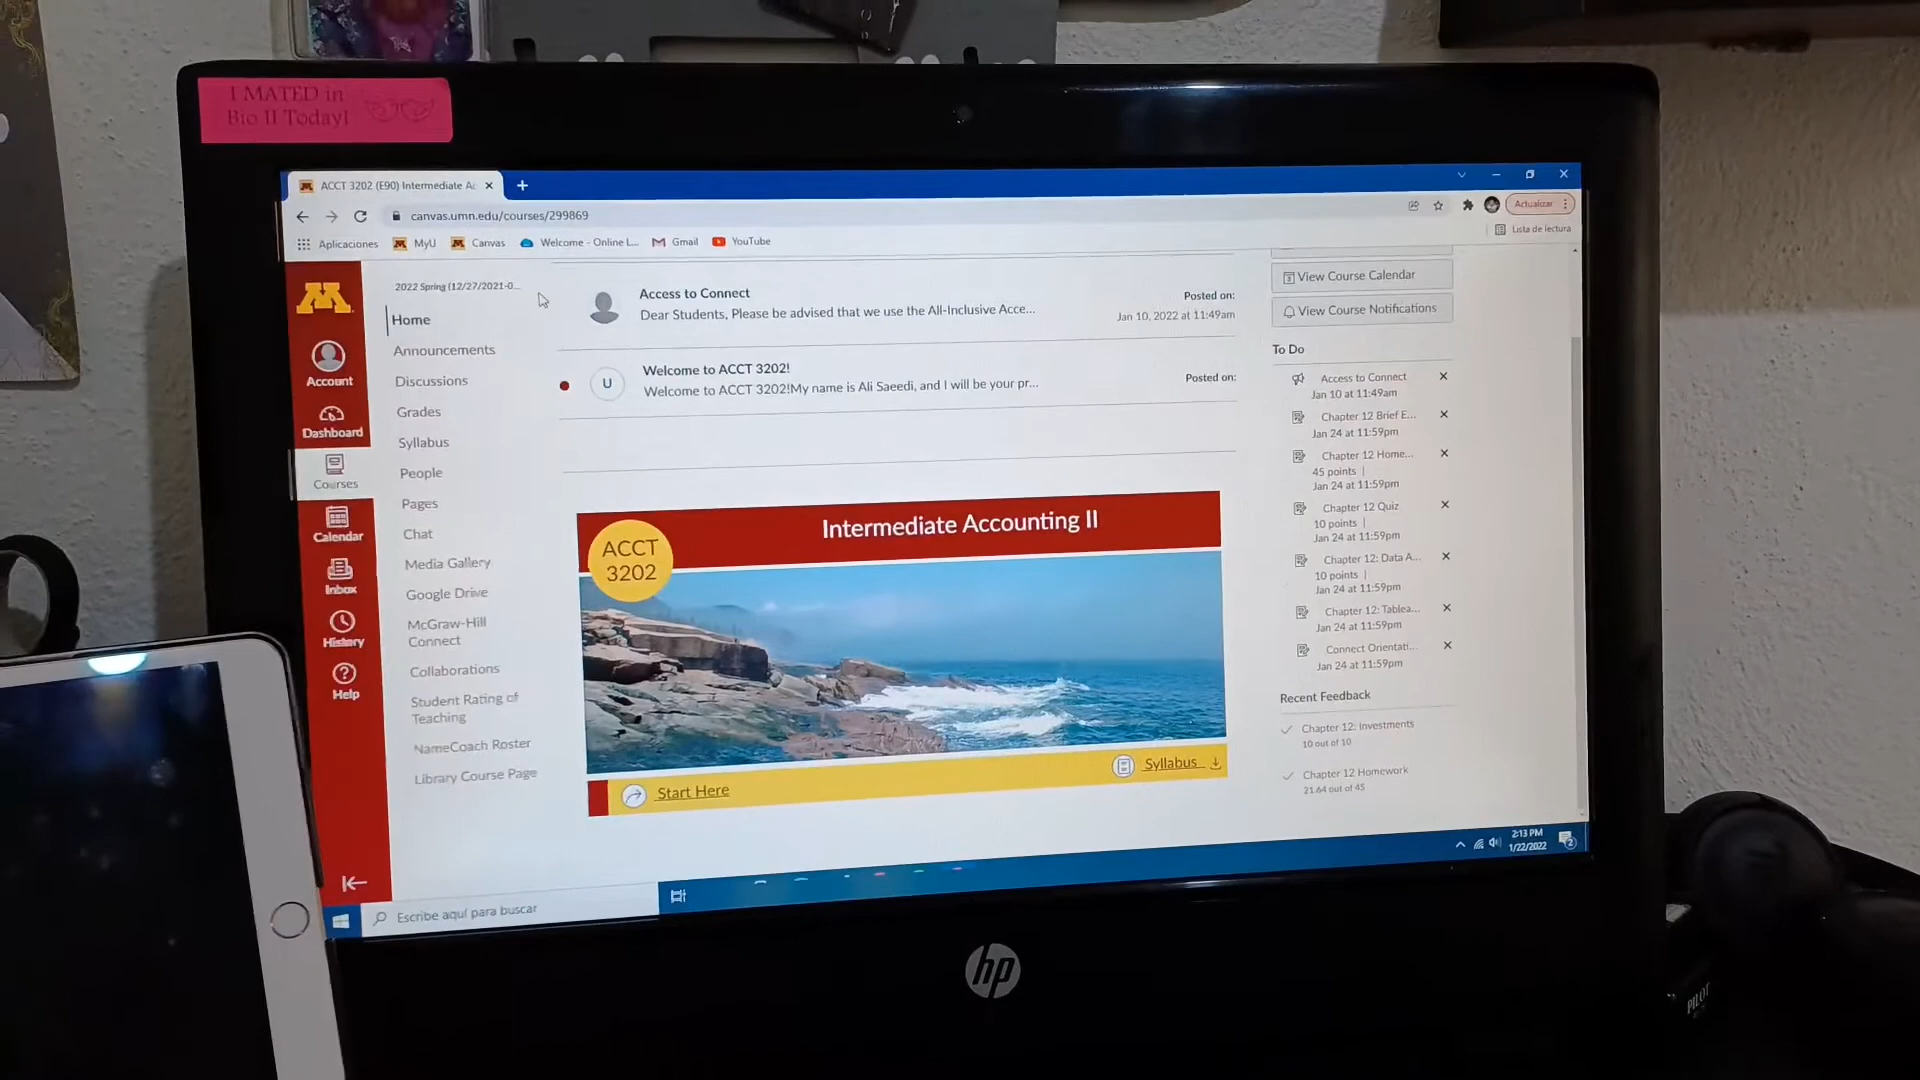 I MATED in
Bio II Today!
ACCT 3202 (E90) Intermediate Ac
canvas.umn.edu/courses/299869
Actualizar
Aplicaciones
MyU
Canvas
Welcome - Online L...
Gmail
YouTube
Lista de lectura
Account
Dashboard
Courses
Calendar
Inbox
History
Help
2022 Spring (12/27/2021-0...
Home
Announcements
Discussions
Grades
Syllabus
People
Pages
Chat
Media Gallery
Google Drive
McGraw-Hill
Connect
Collaborations
Student Rating of
Teaching
NameCoach Roster
Library Course Page
Access to Connect
Dear Students, Please be advised that we use the All-Inclusive Acce...
Posted on:
Jan 10, 2022 at 11:49am
U
Welcome to ACCT 3202!
Welcome to ACCT 3202!My name is Ali Saeedi, and I will be your pr...
Posted on:
ACCT
3202
Intermediate Accounting II
Start Here
Syllabus
View Course Calendar
View Course Notifications
To Do
Access to Connect
Jan 10 at 11:49am
Chapter 12 Brief E...
Jan 24 at 11:59pm
Chapter 12 Home...
45 points |
Jan 24 at 11:59pm
Chapter 12 Quiz
10 points |
Jan 24 at 11:59pm
Chapter 12: Data A...
10 points |
Jan 24 at 11:59pm
Chapter 12: Tablea...
Jan 24 at 11:59pm
Connect Orientati...
Jan 24 at 11:59pm
Recent Feedback
Chapter 12: Investments
10 out of 10
Chapter 12 Homework
21.64 out of 45
Escribe aquí para buscar
2:13 PM
1/22/2022
2
hp
PILOT